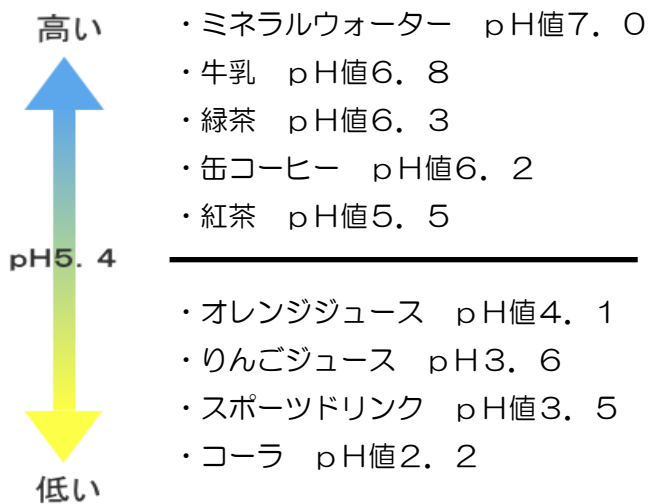 高い
・ミネラルウォーター　ｐＨ値７．０
・牛乳　ｐＨ値６．８
・緑茶　ｐＨ値６．３
・缶コーヒー　ｐＨ値６．２
・紅茶　ｐＨ値５．５
pH５．４
・オレンジジュース　ｐＨ値４．１
・りんごジュース　ｐＨ３．６
・スポーツドリンク　ｐＨ値３．５
・コーラ　ｐＨ値２．２
低い